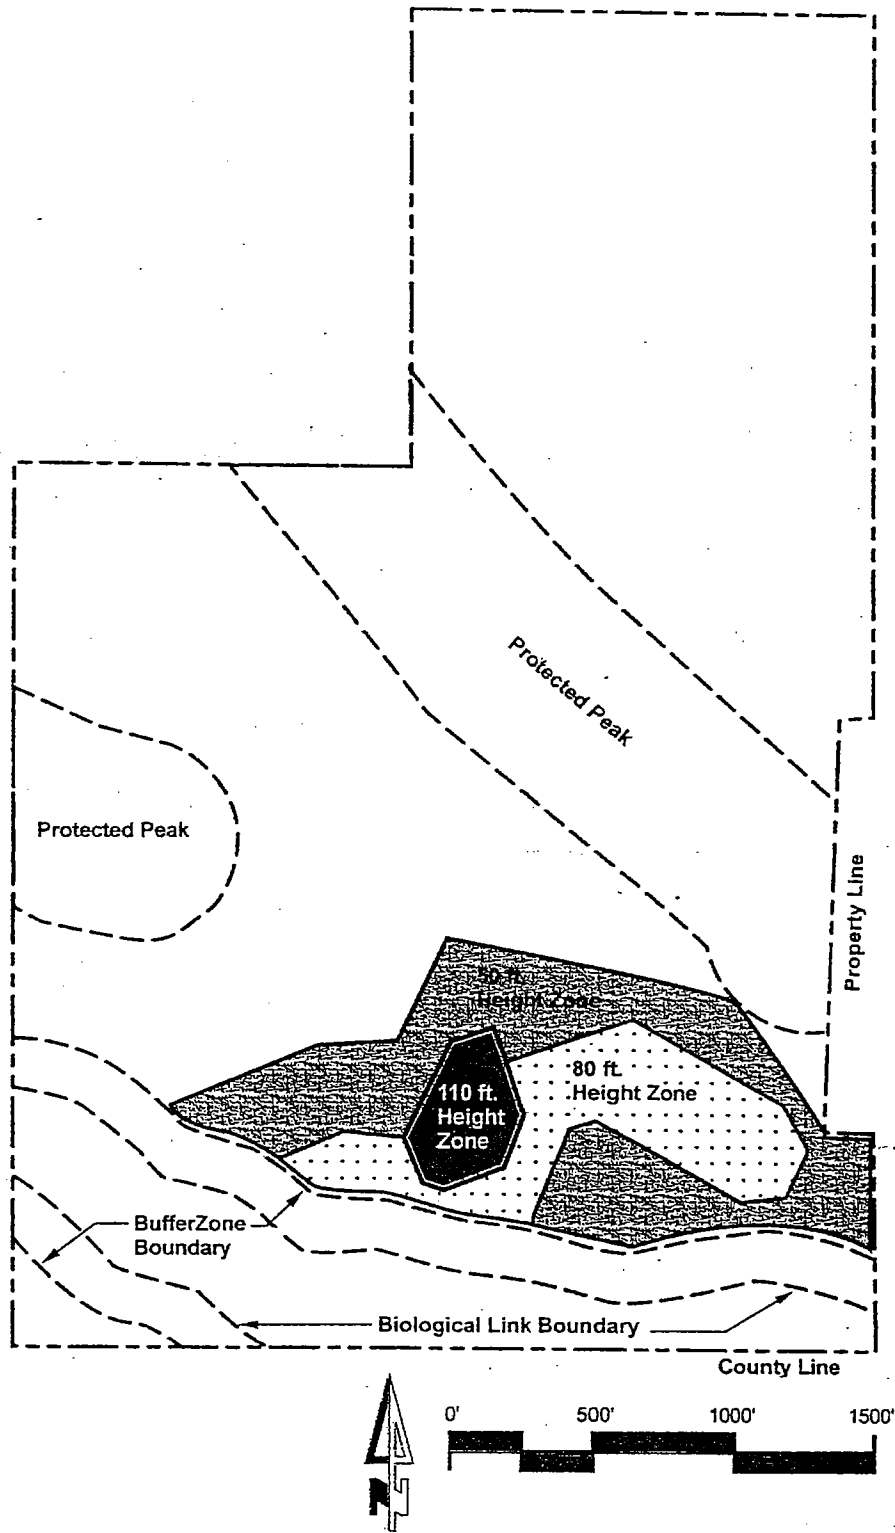 Protected Peak
Protected Peak
Property Line
50 ft.
Height Zone
80 ft.
Height Zone
110 ft.
Height
Zone
BufferZone
Boundary
Biological Link Boundary
County Line
0'
500'
1000'
1500'
N